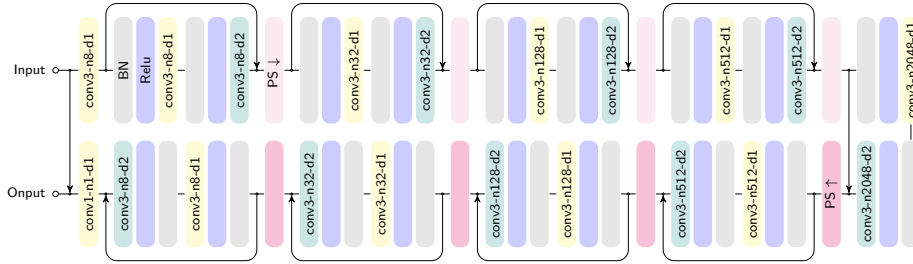 Input
conv3-n8-d1
BN
Relu
conv3-n8-d1
conv3-n8-d2
PS ↓
conv3-n32-d1
conv3-n32-d2
conv3-n128-d1
conv3-n128-d2
conv3-n512-d1
conv3-n512-d2
conv3-n2048-d1
Onput
conv1-n1-d1
conv3-n8-d2
conv3-n8-d1
conv3-n32-d2
conv3-n32-d1
conv3-n128-d2
conv3-n128-d1
conv3-n512-d2
conv3-n512-d1
PS ↑
conv3-n2048-d2